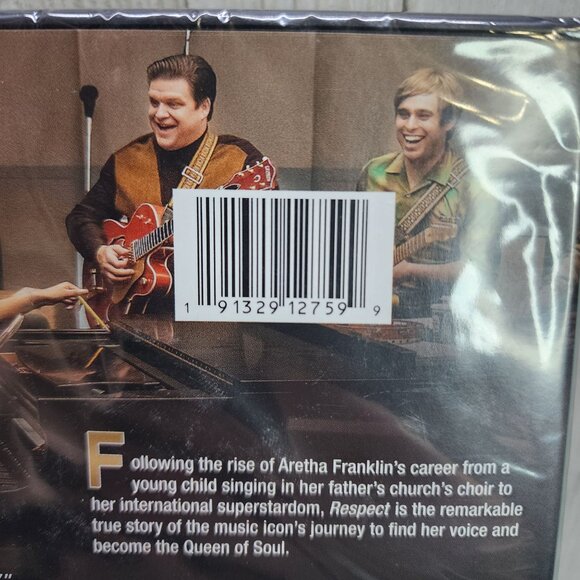 1 91329 12759 9
Following the rise of Aretha Franklin's career from a
young child singing in her father's church's choir to
her international superstardom, Respect is the remarkable
true story of the music icon's journey to find her voice and
become the Queen of Soul.